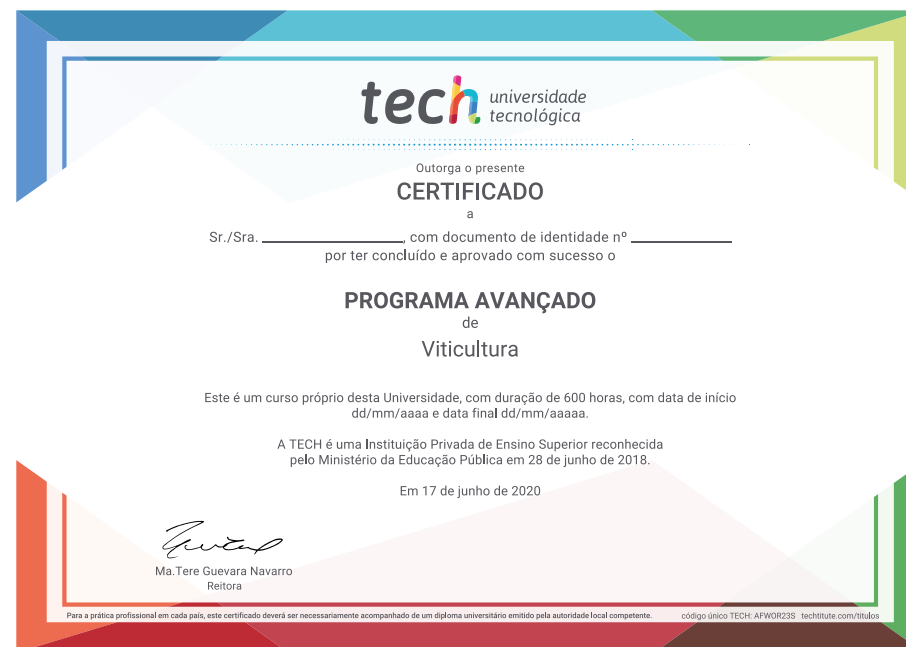 tech universidade
tecnológica
Outorga o presente
CERTIFICADO
a
Sr./Sra. ____________________, com documento de identidade nº ______________
por ter concluído e aprovado com sucesso o
PROGRAMA AVANÇADO
de
Viticultura
Este é um curso próprio desta Universidade, com duração de 600 horas, com data de início
dd/mm/aaaa e data final dd/mm/aaaaa.
A TECH é uma Instituição Privada de Ensino Superior reconhecida
pelo Ministério da Educação Pública em 28 de junho de 2018.
Em 17 de junho de 2020
Ma.Tere Guevara Navarro
Reitora
Para a prática profissional em cada país, este certificado deverá ser necessariamente acompanhado de um diploma universitário emitido pela autoridade local competente. código único TECH: AFWOR23S techtitute.com/titulos